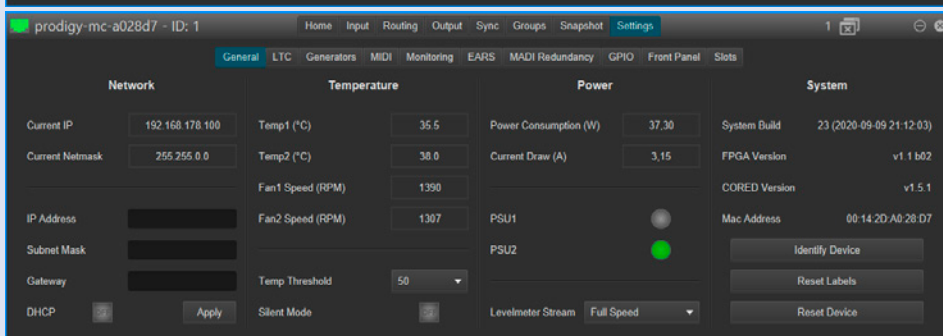 prodigy-mc-a028d7 - ID: 1
Home Input Routing Output Sync Groups Snapshot Settings
1
General LTC Generators MIDI Monitoring EARS MADI Redundancy GPIO Front Panel Slots
Network Temperature Power System
Current IP 192.168.178.100 Temp1 (°C) 35.5 Power Consumption (W) 37,30 System Build 23 (2020-09-09 21:12:03)
Current Netmask 255.255.0.0 Temp2 (°C) 38.0 Current Draw (A) 3,15 FPGA Version v1.1 b02
Fan1 Speed (RPM) 1390 CORED Version v1.5.1
IP Address Fan2 Speed (RPM) 1307 PSU1 Mac Address 00:14:2D:A0:28:D7
Subnet Mask PSU2 Identify Device
Gateway Temp Threshold 50 Reset Labels
DHCP Apply Silent Mode Levelmeter Stream Full Speed Reset Device